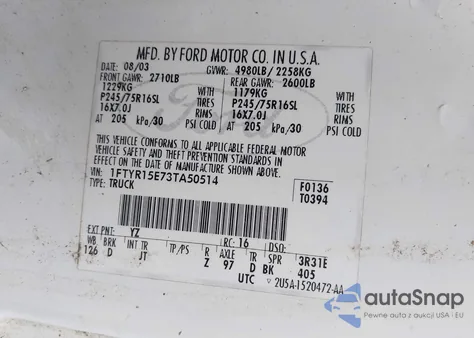 MFD. BY FORD MOTOR CO. IN U.S.A.
DATE: 08/03 GVWR: 4980LB/ 2258KG
FRONT GAWR: 2710LB REAR GAWR: 2600LB
1229KG 1179KG
P245/75R16SL TIRES P245/75R16SL TIRES
16X7.0J RIMS 16X7.0J RIMS
AT 205 kPa/30 PSI COLD AT 205 kPa/30 PSI COLD
THIS VEHICLE CONFORMS TO ALL APPLICABLE FEDERAL MOTOR
VEHICLE SAFETY AND THEFT PREVENTION STANDARDS IN EFFECT
ON THE DATE OF MANUFACTURE SHOWN ABOVE.
VIN: 1FTYR15E73TA50514 F0136
TYPE: TRUCK T0394
EXT PNT: YZ RC: 16 DSO:
WB BRK INT TR TP/PS R AXLE TR SPR 3R31E
126 D JT Z 97 D BK 405
UTC 2U5A-1520472-AA
Ford
autoSnap
Pewne auta z aukcji w USA i Kanadzie